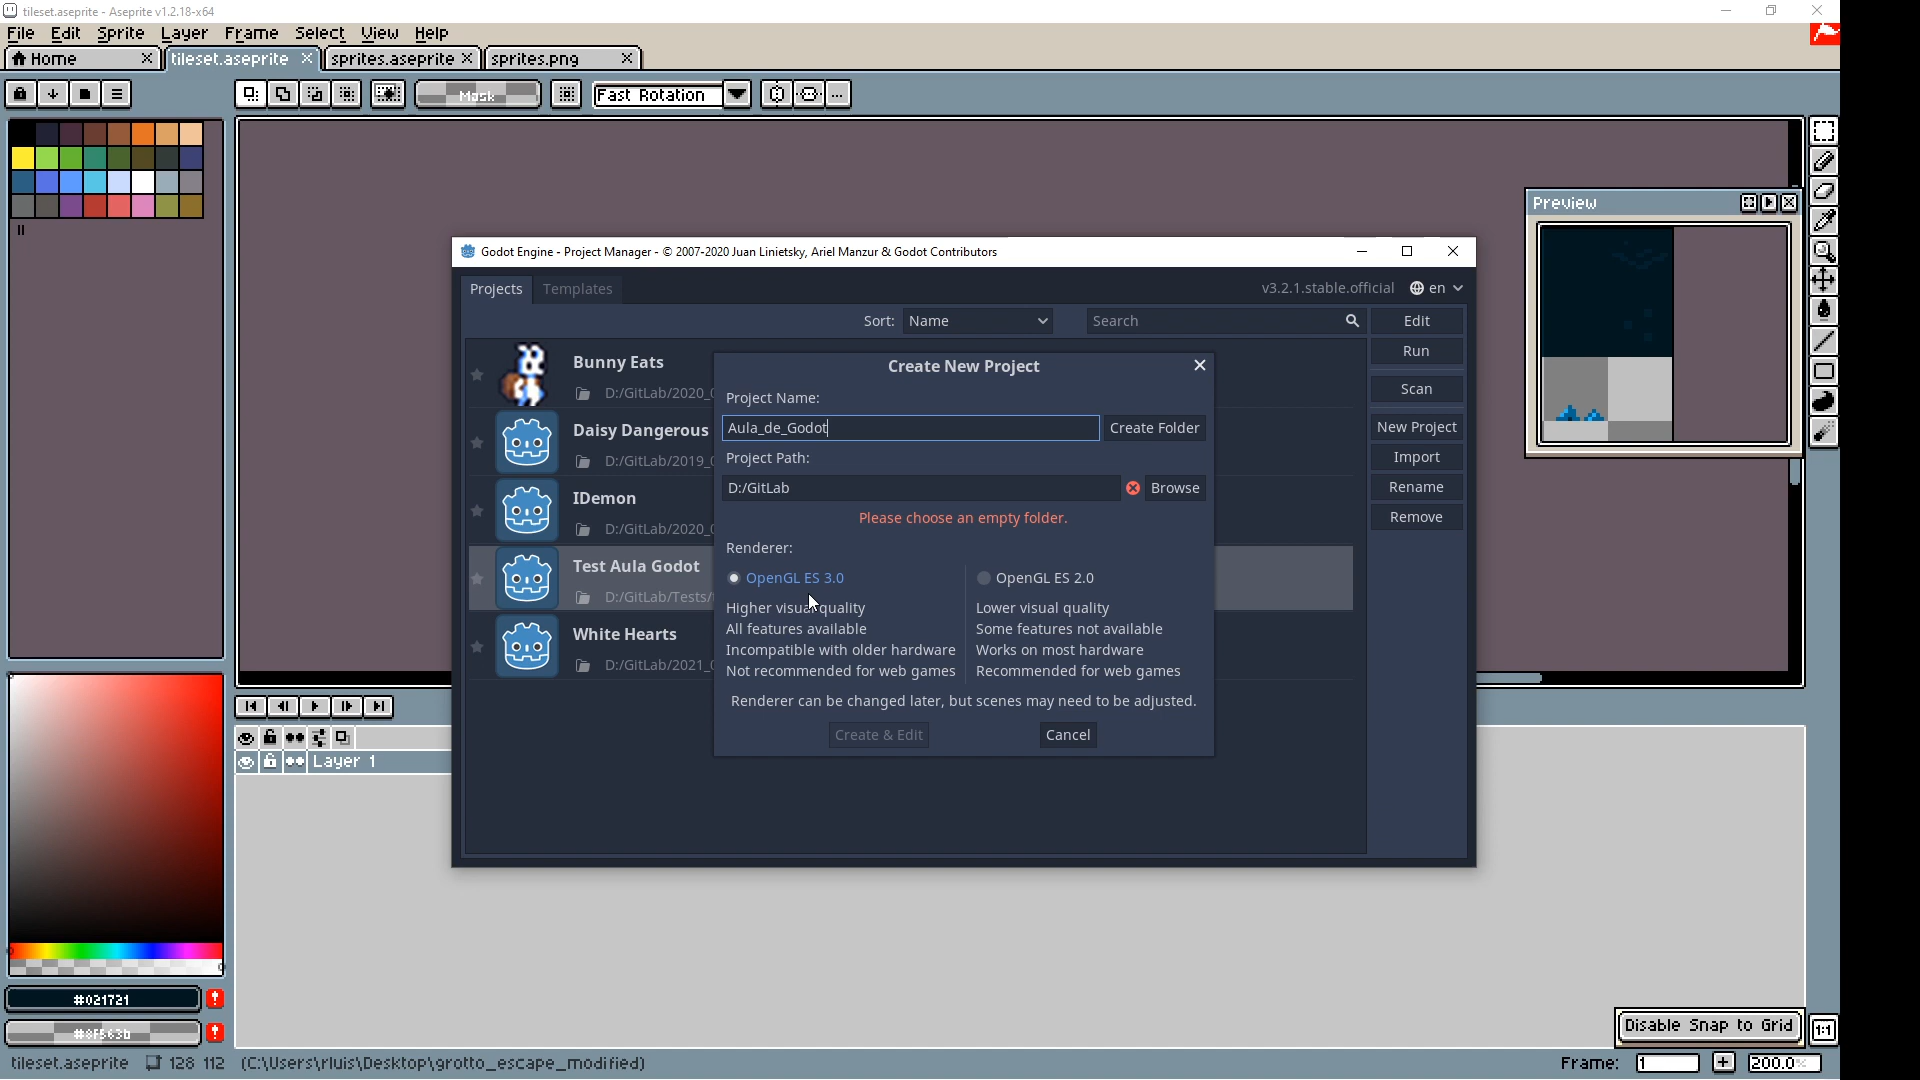 tileset.aseprite - Aseprite v1.2.18-x64
File Edit Sprite Layer Frame Select View Help
Home tileset.aseprite sprites.aseprite sprites.png
Mask Fast Rotation
Preview
Godot Engine - Project Manager - © 2007-2020 Juan Linietsky, Ariel Manzur & Godot Contributors
Projects Templates v3.2.1.stable.official en
Sort: Name Search Edit
Run
Bunny Eats
D:/GitLab/2020_
Scan
Daisy Dangerous
D:/GitLab/2019_
New Project
Import
IDemon
D:/GitLab/2020_
Rename
Remove
Test Aula Godot
D:/GitLab/Tests/
White Hearts
D:/GitLab/2021_
Create New Project
Project Name:
Aula_de_Godot Create Folder
Project Path:
D:/GitLab Browse
Please choose an empty folder.
Renderer:
OpenGL ES 3.0 OpenGL ES 2.0
Higher visual quality Lower visual quality
All features available Some features not available
Incompatible with older hardware Works on most hardware
Not recommended for web games Recommended for web games
Renderer can be changed later, but scenes may need to be adjusted.
Create & Edit Cancel
Layer 1
#021721
#8f563b
Disable Snap to Grid 1:1
tileset.aseprite 128 112 (C:\Users\rluis\Desktop\grotto_escape_modified) Frame: 1 200.0